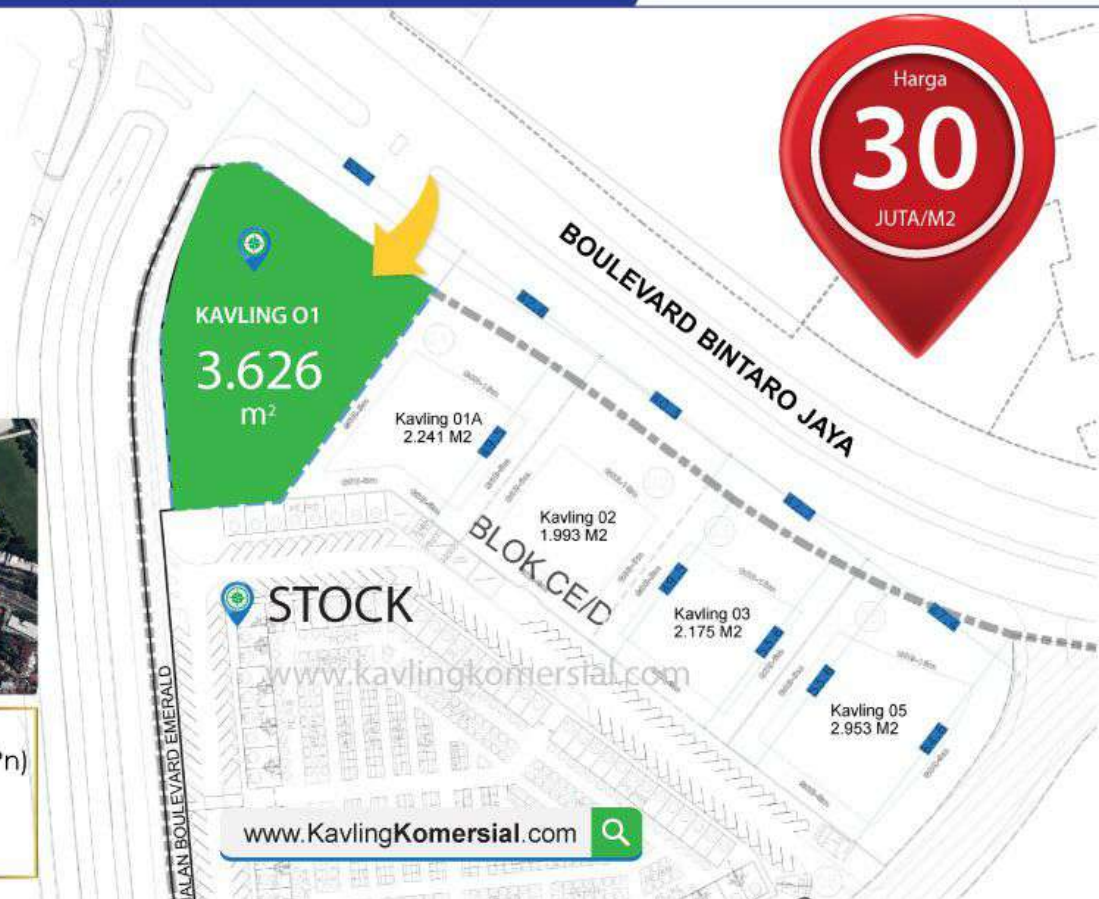 Harga
30
JUTA/M2
BOULEVARD BINTARO JAYA
KAVLING O1
3.626
m²
Kavling 01A
2.241 M2
Kavling 02
1.993 M2
BLOK CE/D
Kavling 03
2.175 M2
Kavling 05
2.953 M2
STOCK
www.kavlingkomersial.com
JALAN BOULEVARD EMERALD
www.KavlingKomersial.com